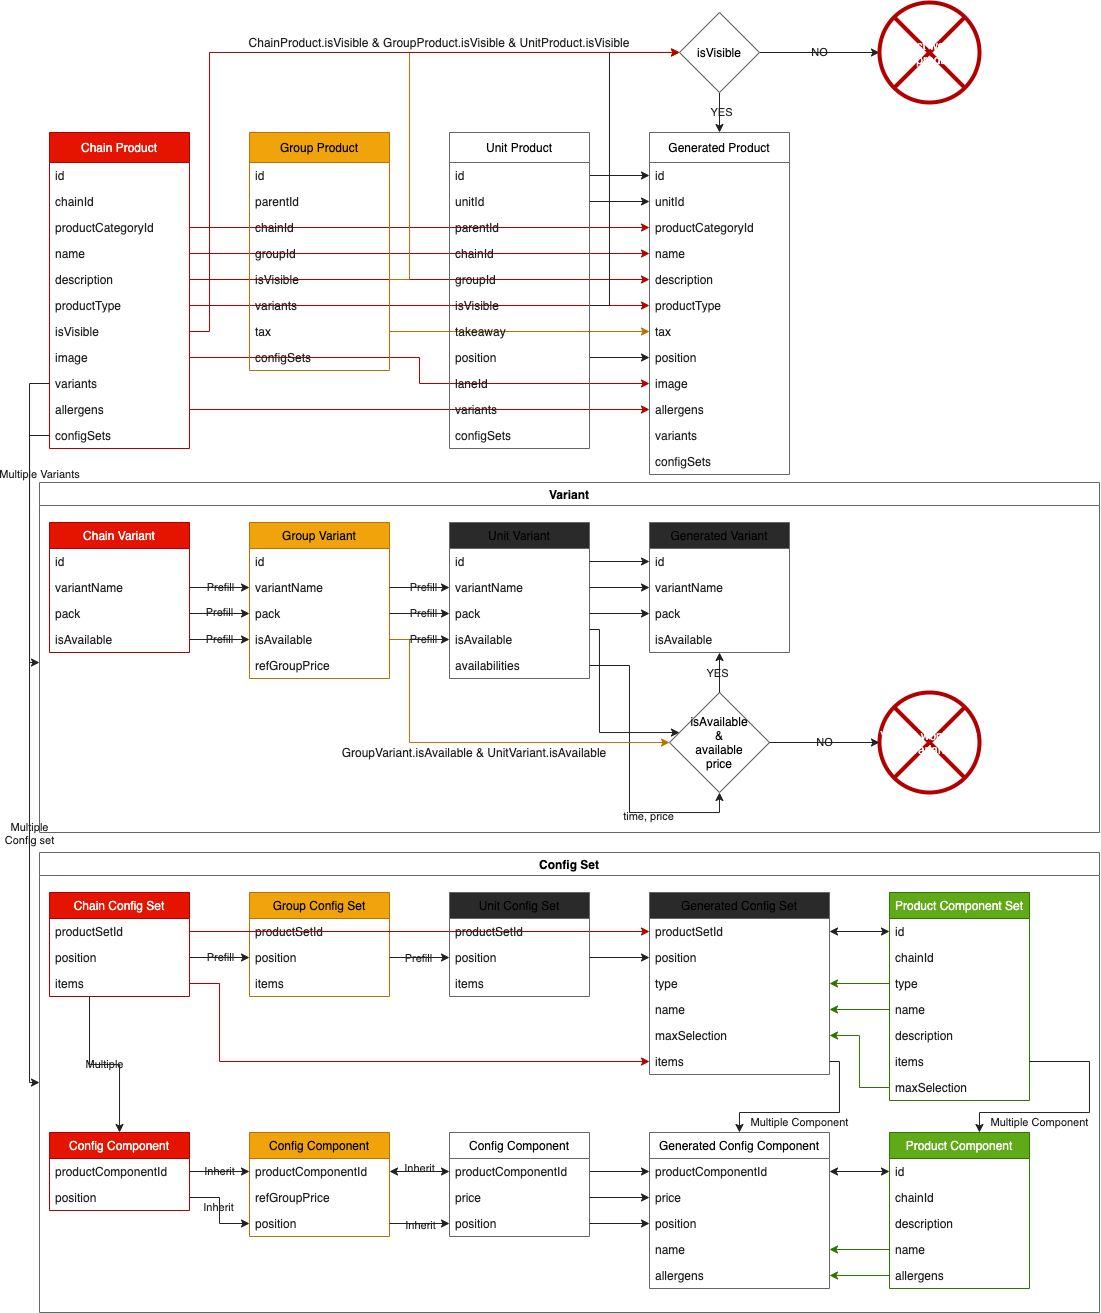 ChainProduct.isVisible & GroupProduct.isVisible & UnitProduct.isVisible
isVisible
NO
YES
Chain Product
id
chainId
productCategoryId
name
description
productType
isVisible
image
variants
allergens
configSets
Group Product
id
parentId
chainId
groupId
isVisible
variants
tax
configSets
Unit Product
id
unitId
parentId
chainId
groupId
isVisible
takeaway
position
laneId
variants
configSets
Generated Product
id
unitId
productCategoryId
name
description
productType
tax
position
image
allergens
variants
configSets
Multiple Variants
Variant
Chain Variant
id
variantName
pack
isAvailable
Prefill
Prefill
Prefill
Group Variant
id
variantName
pack
isAvailable
refGroupPrice
Prefill
Prefill
Prefill
Unit Variant
id
variantName
pack
isAvailable
availabilities
Generated Variant
id
variantName
pack
isAvailable
YES
isAvailable
&
available
price
NO
GroupVariant.isAvailable & UnitVariant.isAvailable
time, price
Multiple
Config set
Config Set
Chain Config Set
productSetId
position
items
Prefill
Group Config Set
productSetId
position
items
Prefill
Unit Config Set
productSetId
position
items
Generated Config Set
productSetId
position
type
name
maxSelection
items
Product Component Set
id
chainId
type
name
description
items
maxSelection
Multiple
Multiple Component
Multiple Component
Config Component
productComponentId
position
Inherit
Inherit
Config Component
productComponentId
refGroupPrice
position
Inherit
Inherit
Config Component
productComponentId
price
position
Generated Config Component
productComponentId
price
position
name
allergens
Product Component
id
chainId
description
name
allergens